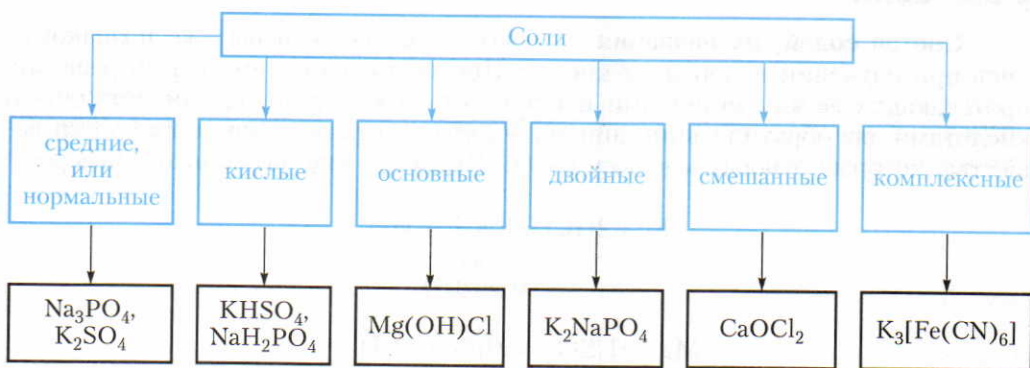 Соли
средние,
или
нормальные
кислые
основные
двойные
смешанные
комплексные
Na₃PO₄,
K₂SO₄
KHSO₄,
NaH₂PO₄
Mg(OH)Cl
K₂NaPO₄
CaOCl₂
K₃[Fe(CN)₆]